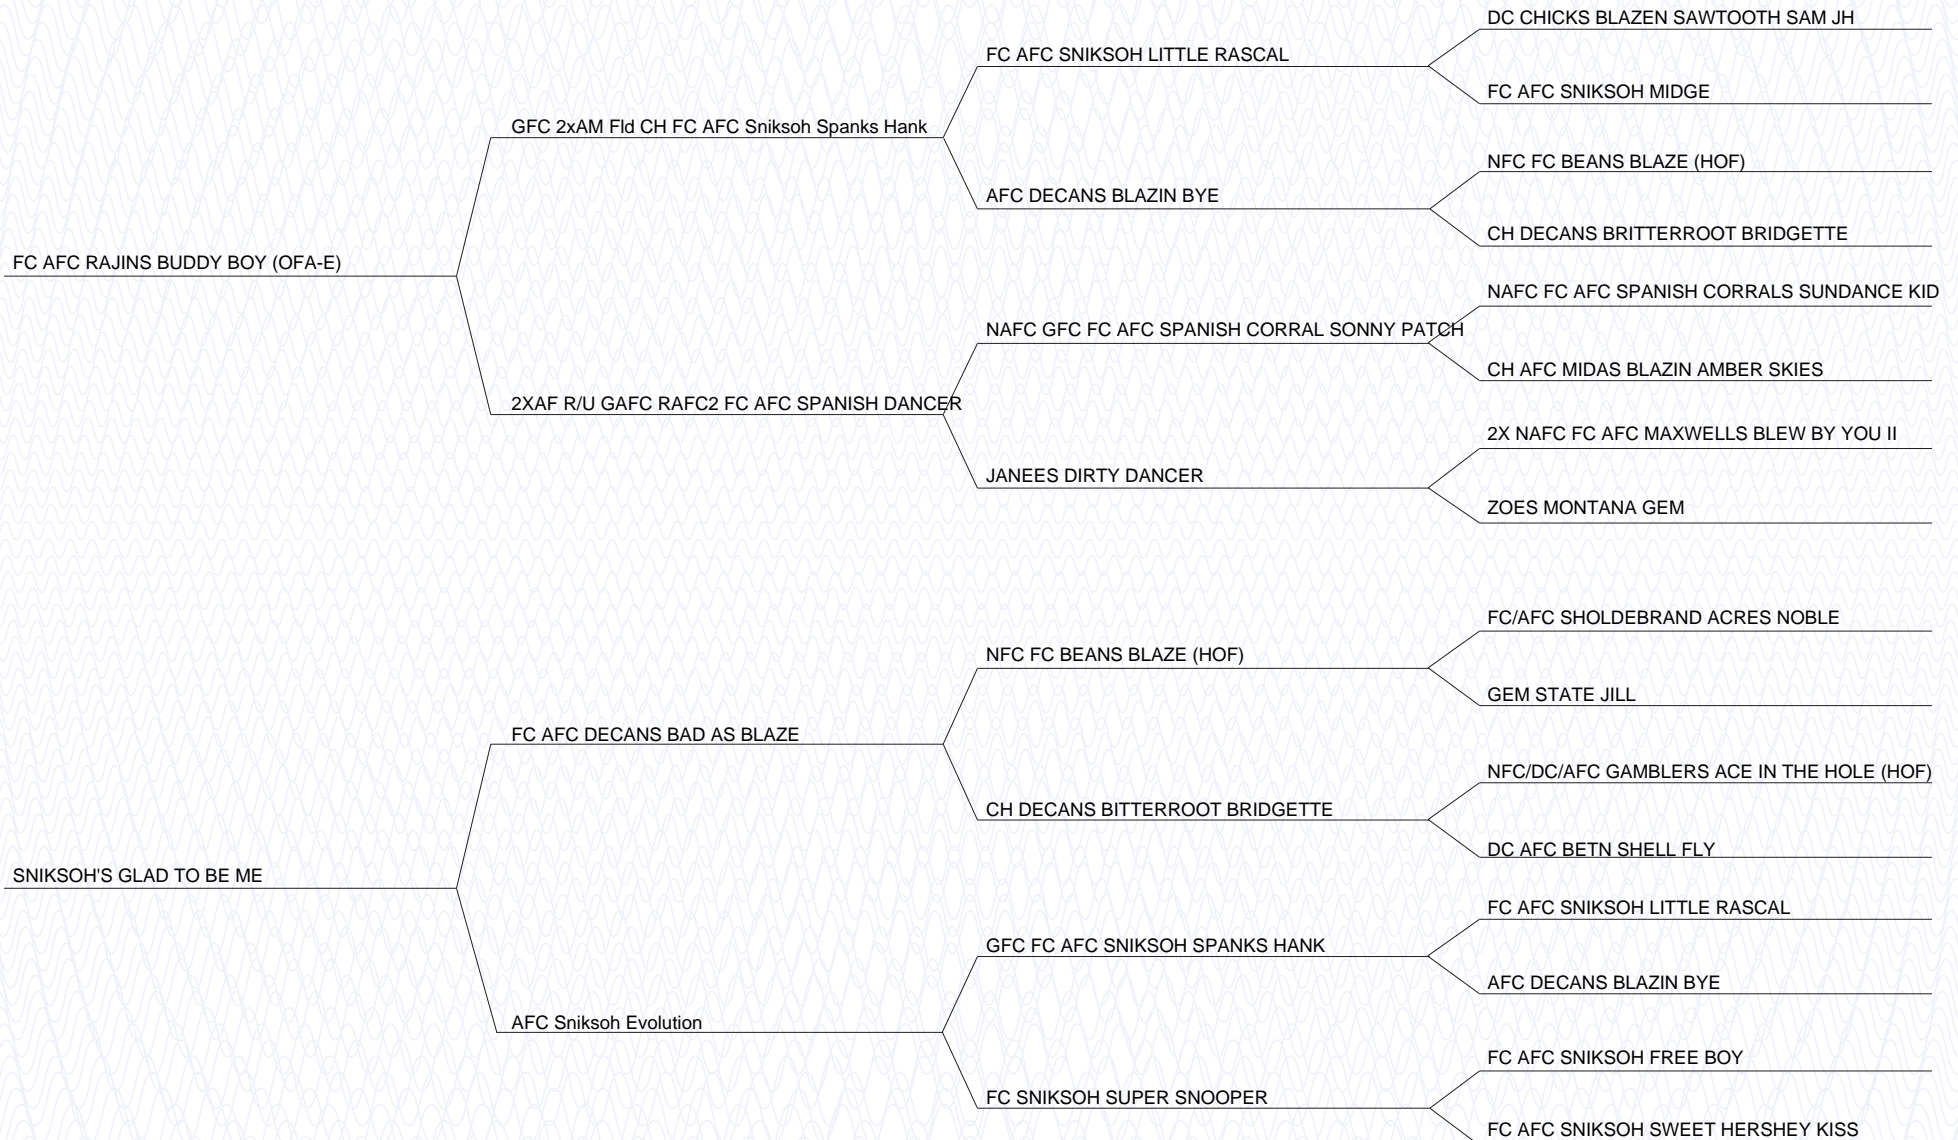 DC CHICKS BLAZEN SAWTOOTH SAM JH
FC AFC SNIKSOH LITTLE RASCAL
FC AFC SNIKSOH MIDGE
GFC 2xAM Fld CH FC AFC Sniksoh Spanks Hank
NFC FC BEANS BLAZE (HOF)
AFC DECANS BLAZIN BYE
CH DECANS BRITTERROOT BRIDGETTE
FC AFC RAJINS BUDDY BOY (OFA-E)
NAFC FC AFC SPANISH CORRALS SUNDANCE KID
NAFC GFC FC AFC SPANISH CORRAL SONNY PATCH
CH AFC MIDAS BLAZIN AMBER SKIES
2XAF R/U GAFC RAFC2 FC AFC SPANISH DANCER
2X NAFC FC AFC MAXWELLS BLEW BY YOU II
JANEES DIRTY DANCER
ZOES MONTANA GEM
FC/AFC SHOLDEBRAND ACRES NOBLE
NFC FC BEANS BLAZE (HOF)
GEM STATE JILL
FC AFC DECANS BAD AS BLAZE
NFC/DC/AFC GAMBLERS ACE IN THE HOLE (HOF)
CH DECANS BITTERROOT BRIDGETTE
DC AFC BETN SHELL FLY
SNIKSOH'S GLAD TO BE ME
FC AFC SNIKSOH LITTLE RASCAL
GFC FC AFC SNIKSOH SPANKS HANK
AFC DECANS BLAZIN BYE
AFC Sniksoh Evolution
FC AFC SNIKSOH FREE BOY
FC SNIKSOH SUPER SNOOPER
FC AFC SNIKSOH SWEET HERSHEY KISS